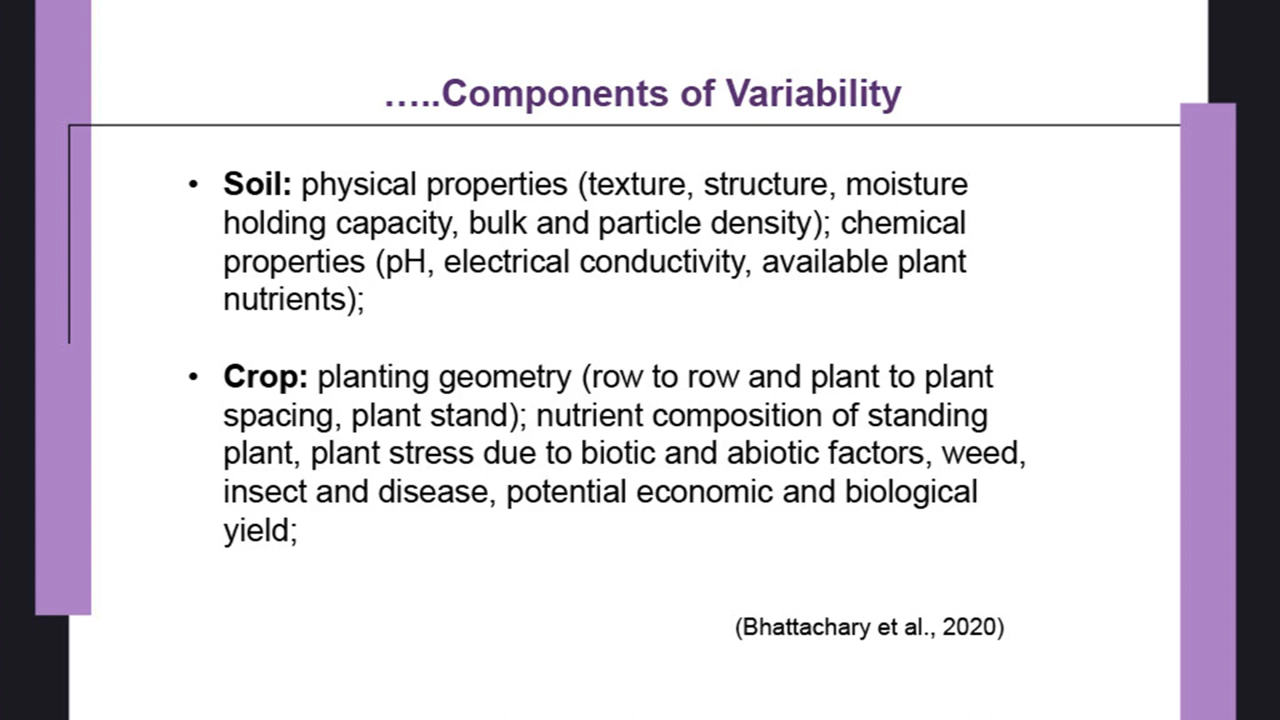 …..Components of Variability
• Soil: physical properties (texture, structure, moisture
holding capacity, bulk and particle density); chemical
properties (pH, electrical conductivity, available plant
nutrients);
• Crop: planting geometry (row to row and plant to plant
spacing, plant stand); nutrient composition of standing
plant, plant stress due to biotic and abiotic factors, weed,
insect and disease, potential economic and biological
yield;
(Bhattachary et al., 2020)